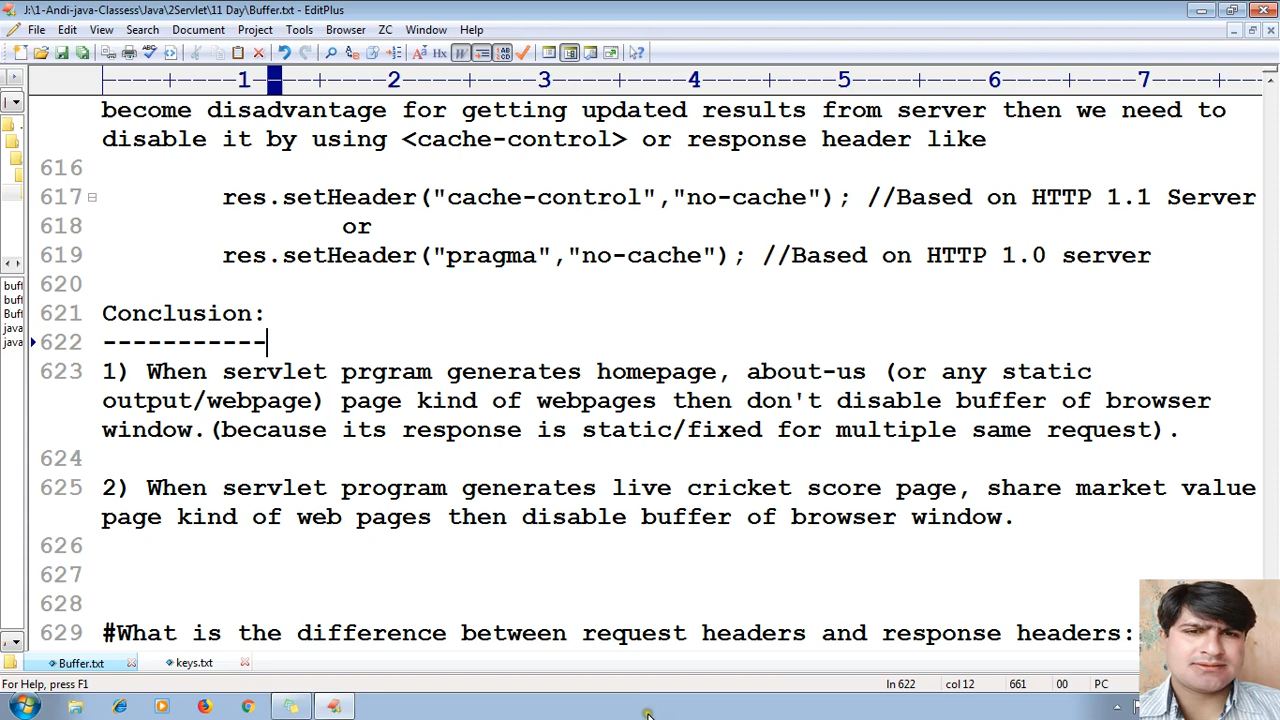 J:\1-Andi-java-Classess\Java\2Servlet\11 Day\Buffer.txt - EditPlus
File Edit View Search Document Project Tools Browser ZC Window Help
----|----+----1----+----2----+----3----+----4----+----5----+----6----+----7----+--
become disadvantage for getting updated results from server then we need to
disable it by using <cache-control> or response header like
616
617 res.setHeader("cache-control","no-cache"); //Based on HTTP 1.1 Server
618 or
619 res.setHeader("pragma","no-cache"); //Based on HTTP 1.0 server
620
621 Conclusion:
622 -----------
623 1) When servlet prgram generates homepage, about-us (or any static
output/webpage) page kind of webpages then don't disable buffer of browser
window.(because its response is static/fixed for multiple same request).
624
625 2) When servlet program generates live cricket score page, share market value
page kind of web pages then disable buffer of browser window.
626
627
628
629 #What is the difference between request headers and response headers:
buff
buff
Buff
java
java
Buffer.txt keys.txt
For Help, press F1 ln 622 col 12 661 00 PC